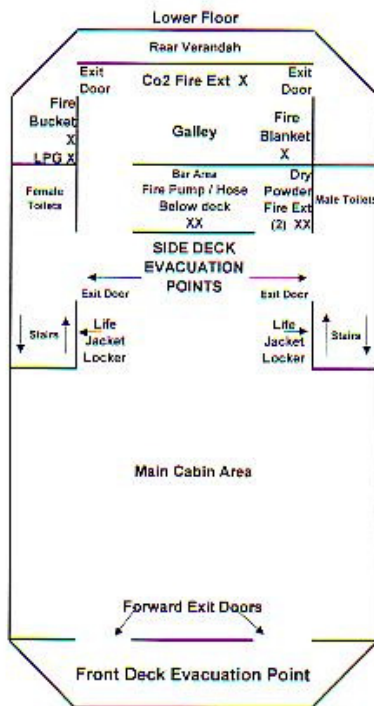 Lower Floor
Rear Verandah
Exit Door
Co2 Fire Ext X
Exit Door
Fire
Bucket
X
LPG X
Galley
Fire
Blanket
X
Female
Toilets
Bar Area
Fire Pump / Hose
Below deck
XX
Dry
Powder
Fire Ext
(2) XX
Male Toilets
SIDE DECK
EVACUATION
POINTS
Exit Door
Exit Door
Stairs
Life
Jacket
Locker
Life
Jacket
Locker
Stairs
Main Cabin Area
Forward Exit Doors
Front Deck Evacuation Point